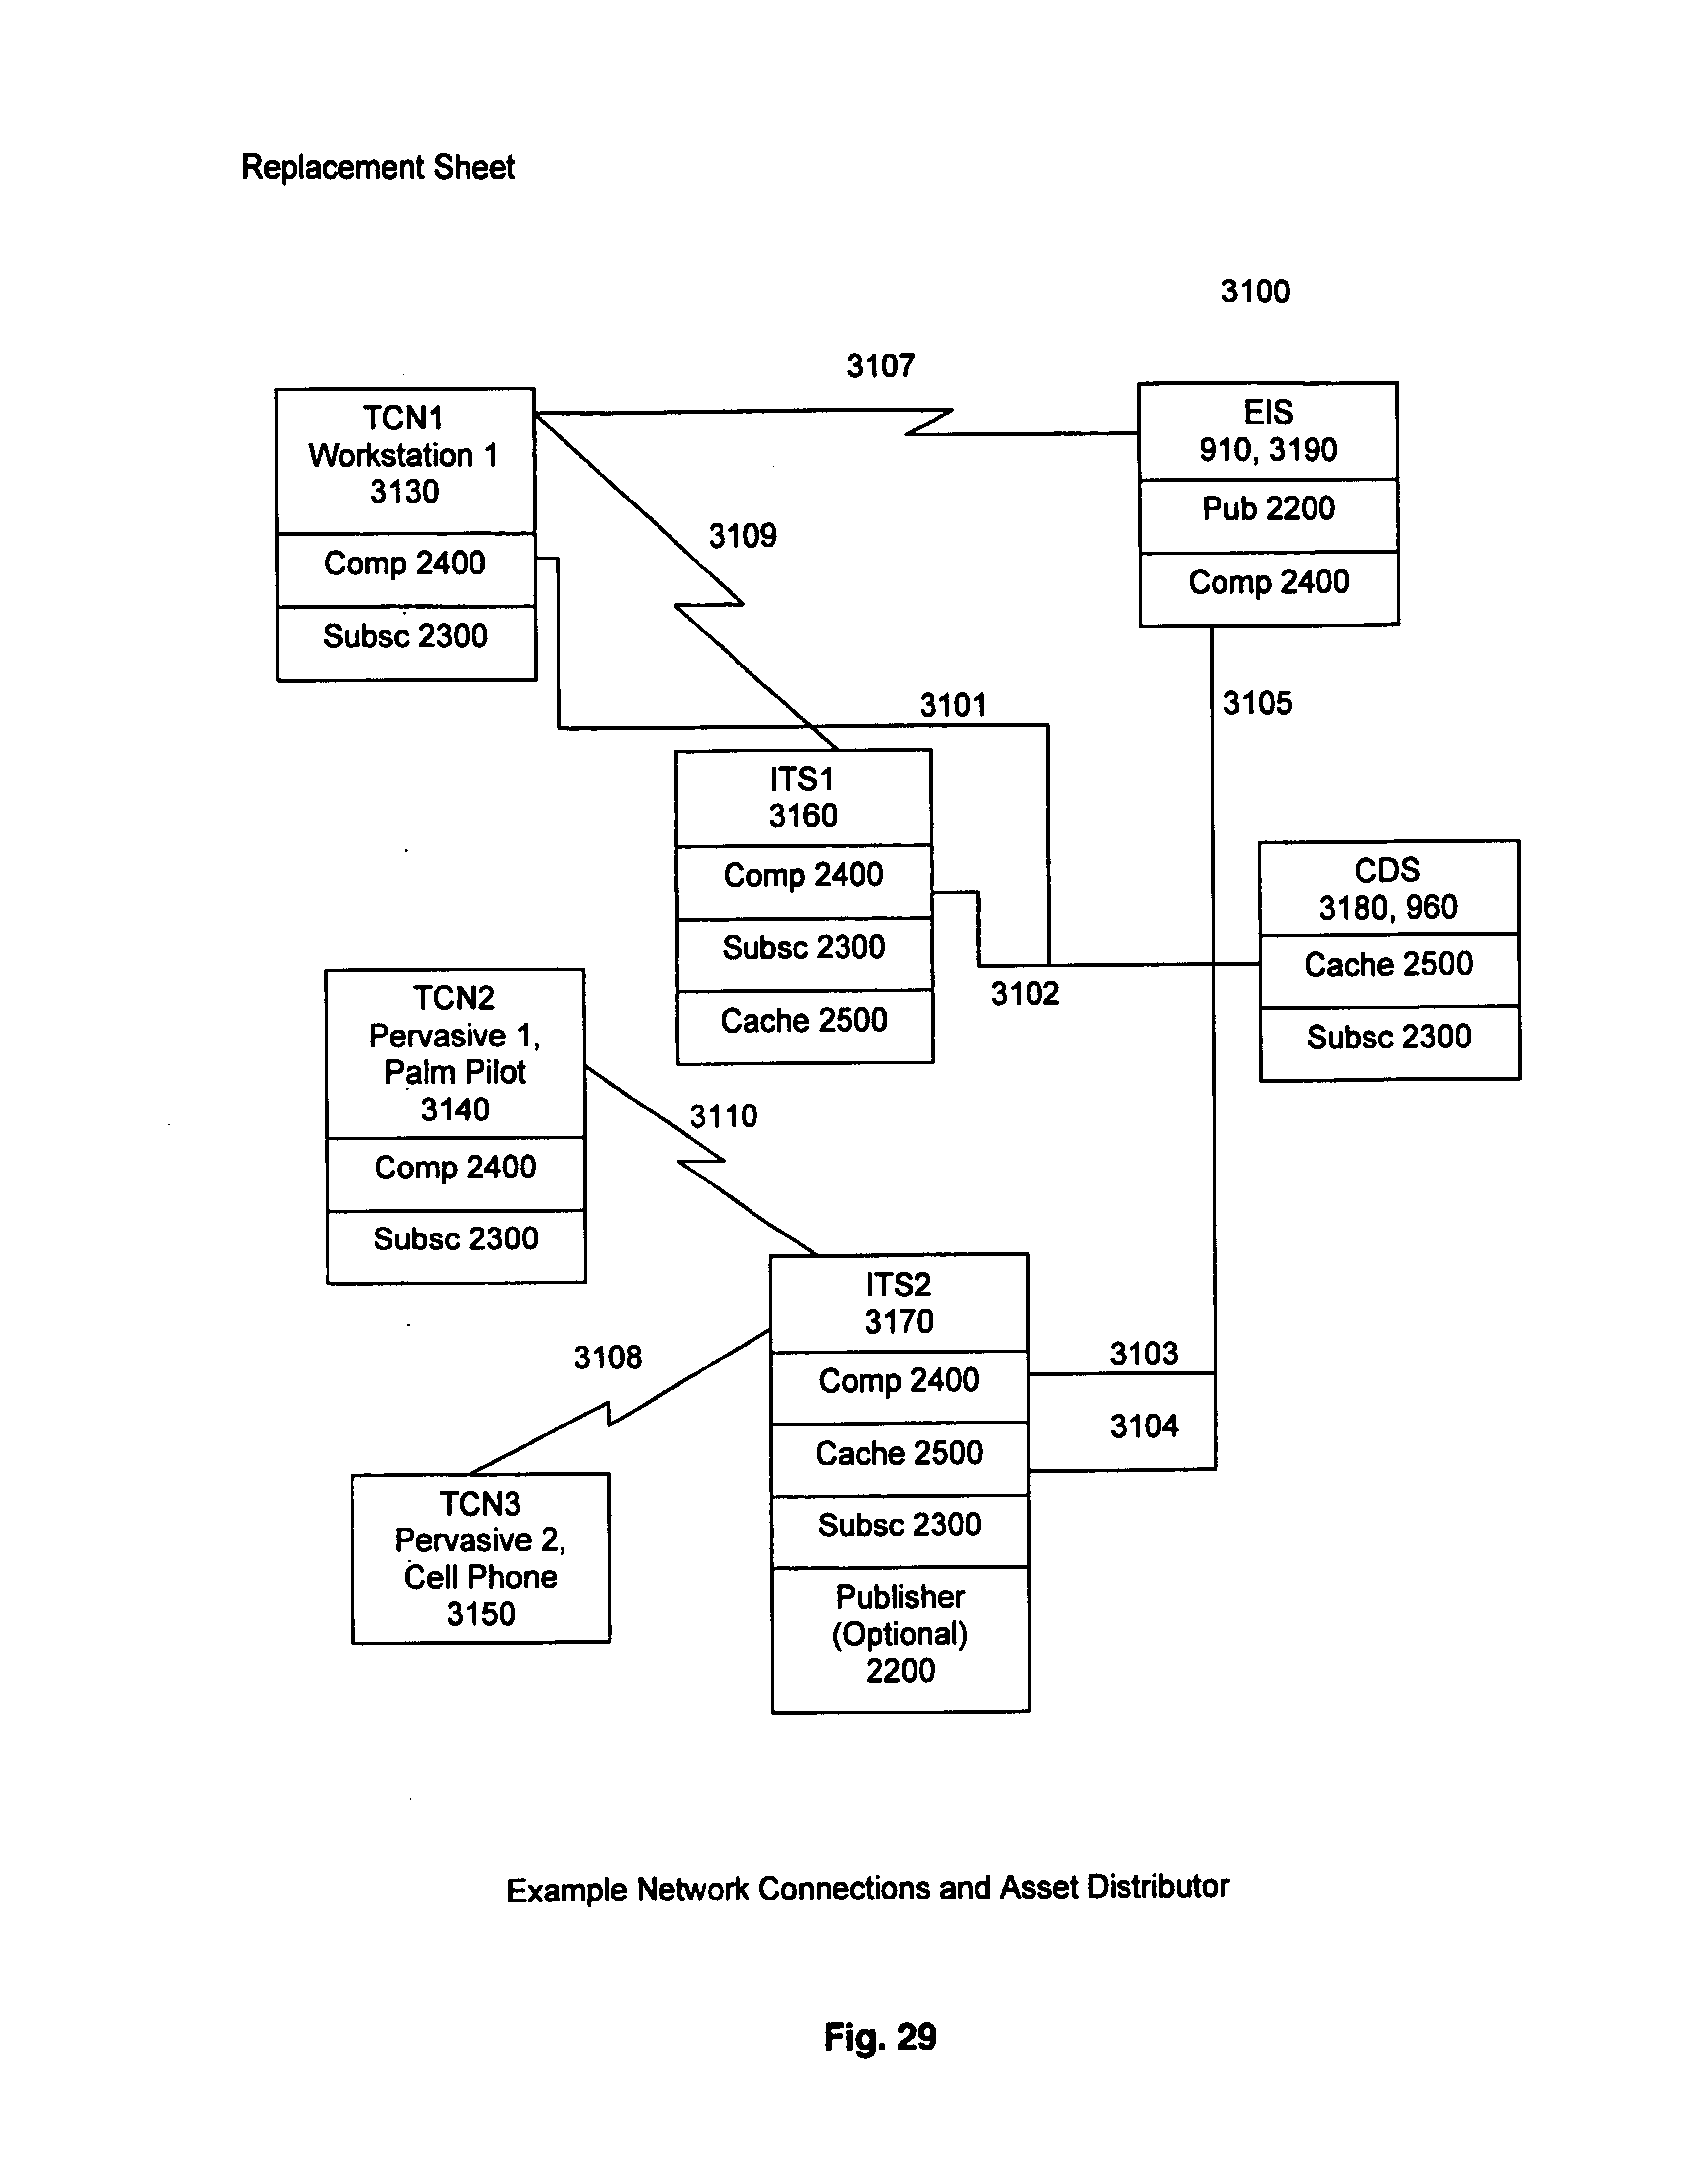 Replacement Sheet
3100
3107
TCN1
Workstation 1
3130
Comp 2400
Subsc 2300
EIS
910, 3190
Pub 2200
Comp 2400
3109
3101
3105
ITS1
3160
Comp 2400
Subsc 2300
Cache 2500
3102
CDS
3180, 960
Cache 2500
Subsc 2300
TCN2
Pervasive 1,
Palm Pilot
3140
Comp 2400
Subsc 2300
3110
ITS2
3170
Comp 2400
Cache 2500
Subsc 2300
Publisher
(Optional)
2200
3103
3104
3108
TCN3
Pervasive 2,
Cell Phone
3150
Example Network Connections and Asset Distributor
Fig. 29